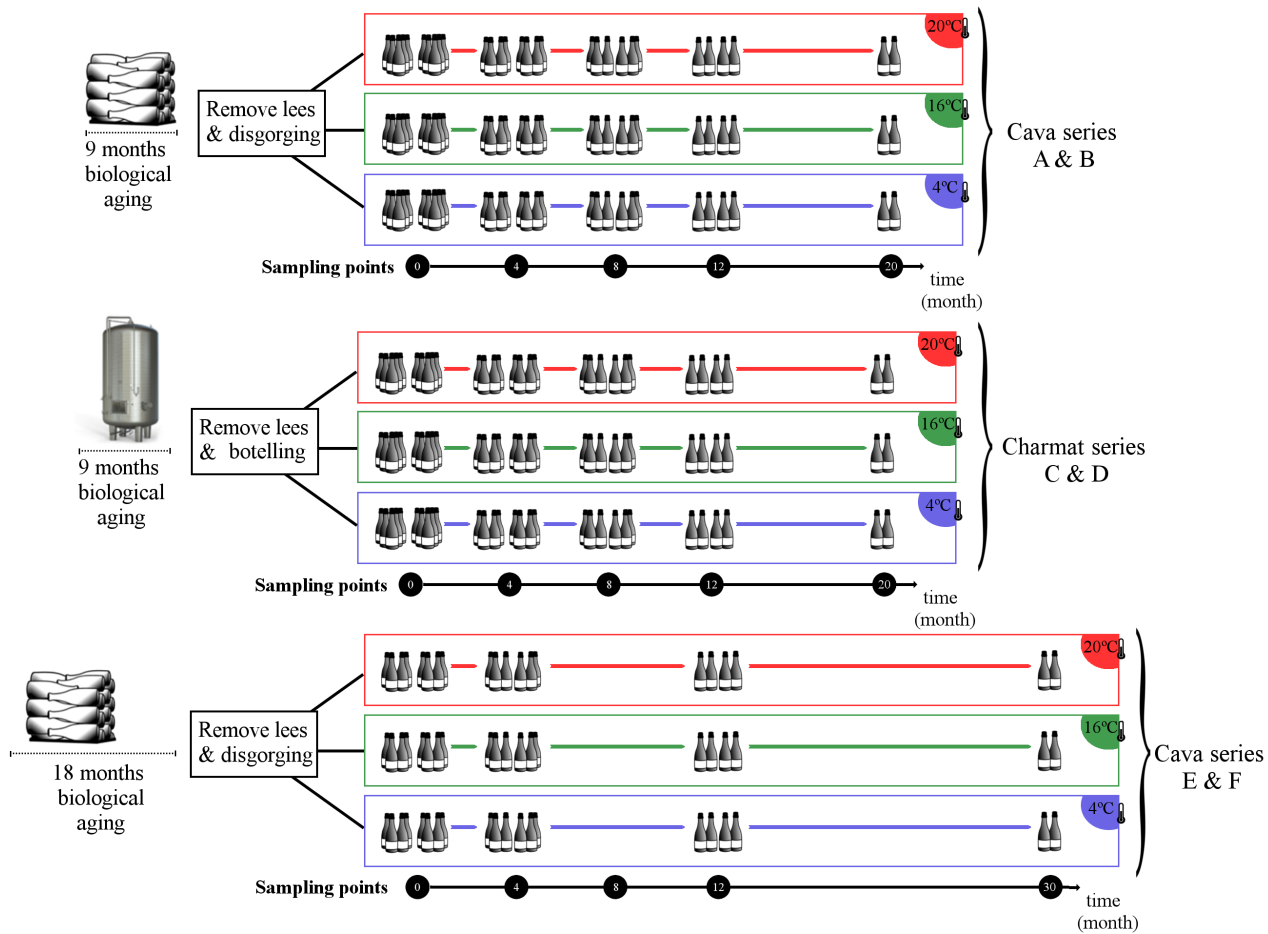 20ºC
16ºC
4ºC
Remove lees
& disgorging
9 months
biological
aging
Cava series
A & B
Sampling points 0 4 8 12 20
time
(month)
20ºC
16ºC
4ºC
Remove lees
& botelling
9 months
biological
aging
Charmat series
C & D
Sampling points 0 4 8 12 20
time
(month)
20ºC
16ºC
4ºC
Remove lees
& disgorging
18 months
biological
aging
Cava series
E & F
Sampling points 0 4 8 12 30
time
(month)